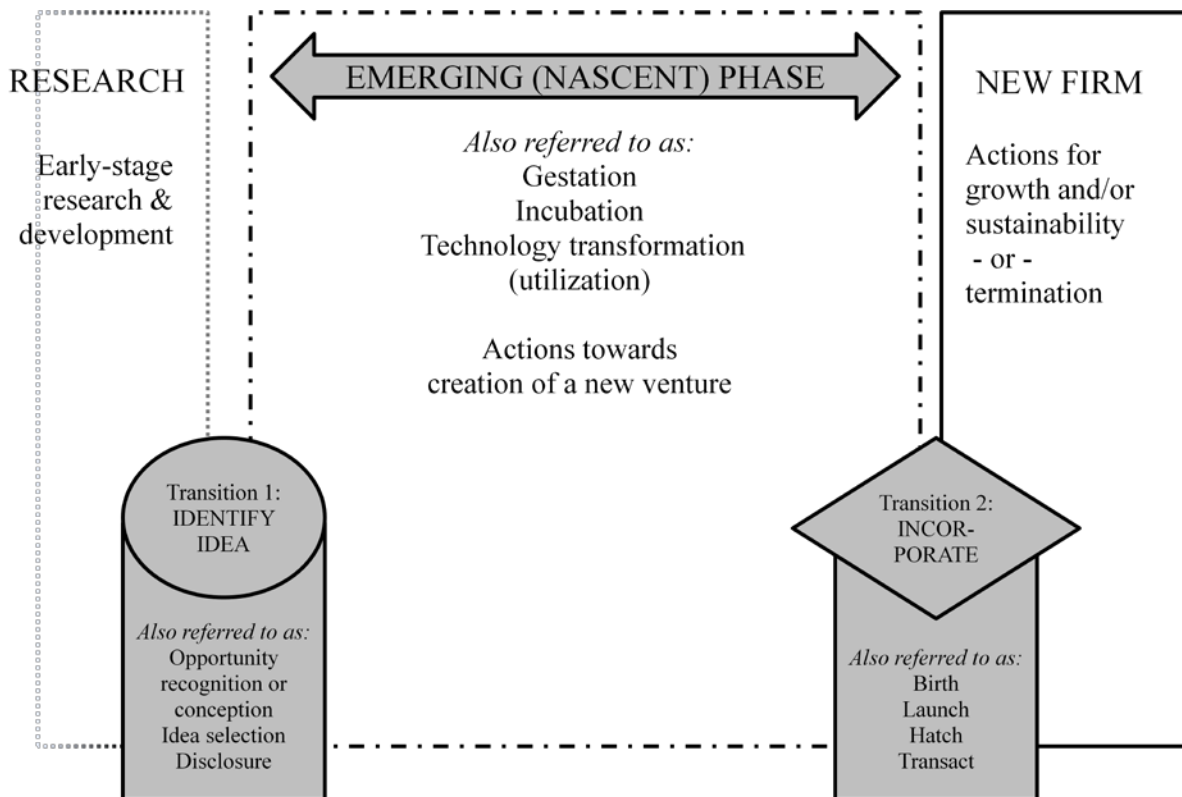 RESEARCH
Early-stage
research &
development
EMERGING (NASCENT) PHASE
Also referred to as:
Gestation
Incubation
Technology transformation
(utilization)
Actions towards
creation of a new venture
NEW FIRM
Actions for
growth and/or
sustainability
- or -
termination
Transition 1:
IDENTIFY
IDEA
Also referred to as:
Opportunity
recognition or
conception
Idea selection
Disclosure
Transition 2:
INCOR-
PORATE
Also referred to as:
Birth
Launch
Hatch
Transact